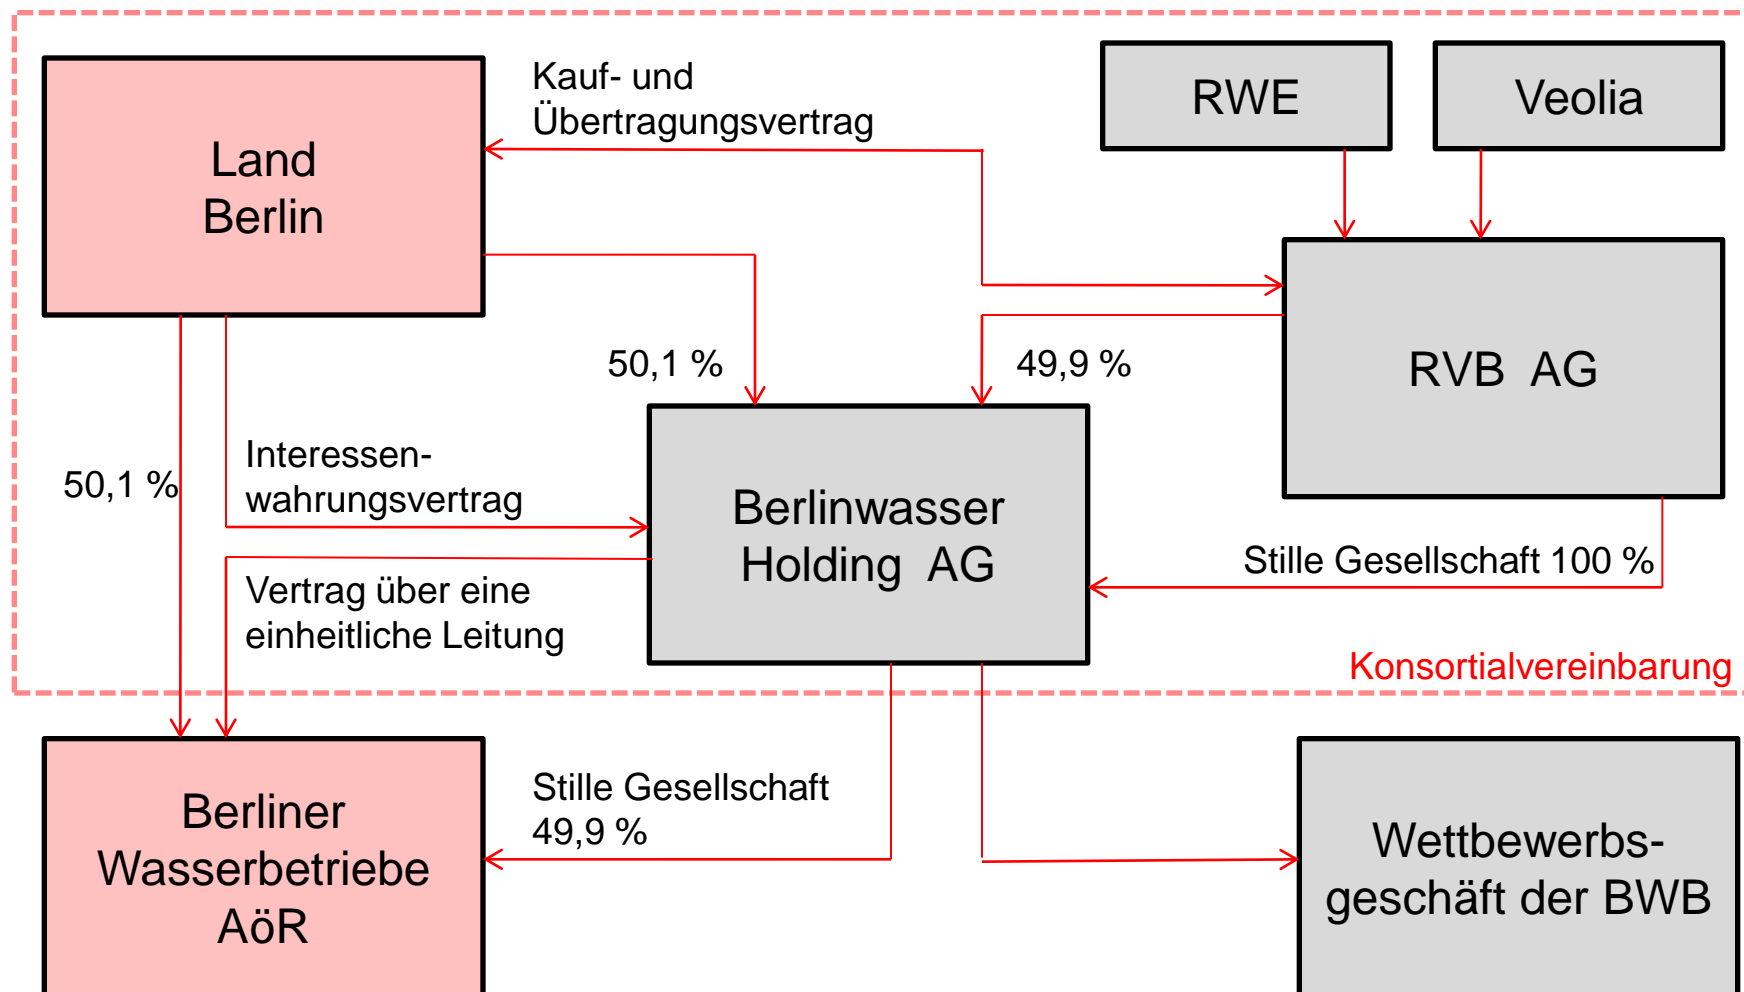 Kauf- und
Übertragungsvertrag
RWE
Veolia
Land
Berlin
50,1 %
49,9 %
RVB AG
Interessen-
wahrungsvertrag
50,1 %
Berlinwasser
Holding AG
Stille Gesellschaft 100 %
Vertrag über eine
einheitliche Leitung
Konsortialvereinbarung
Berliner
Wasserbetriebe
AöR
Stille Gesellschaft
49,9 %
Wettbewerbs-
geschäft der BWB